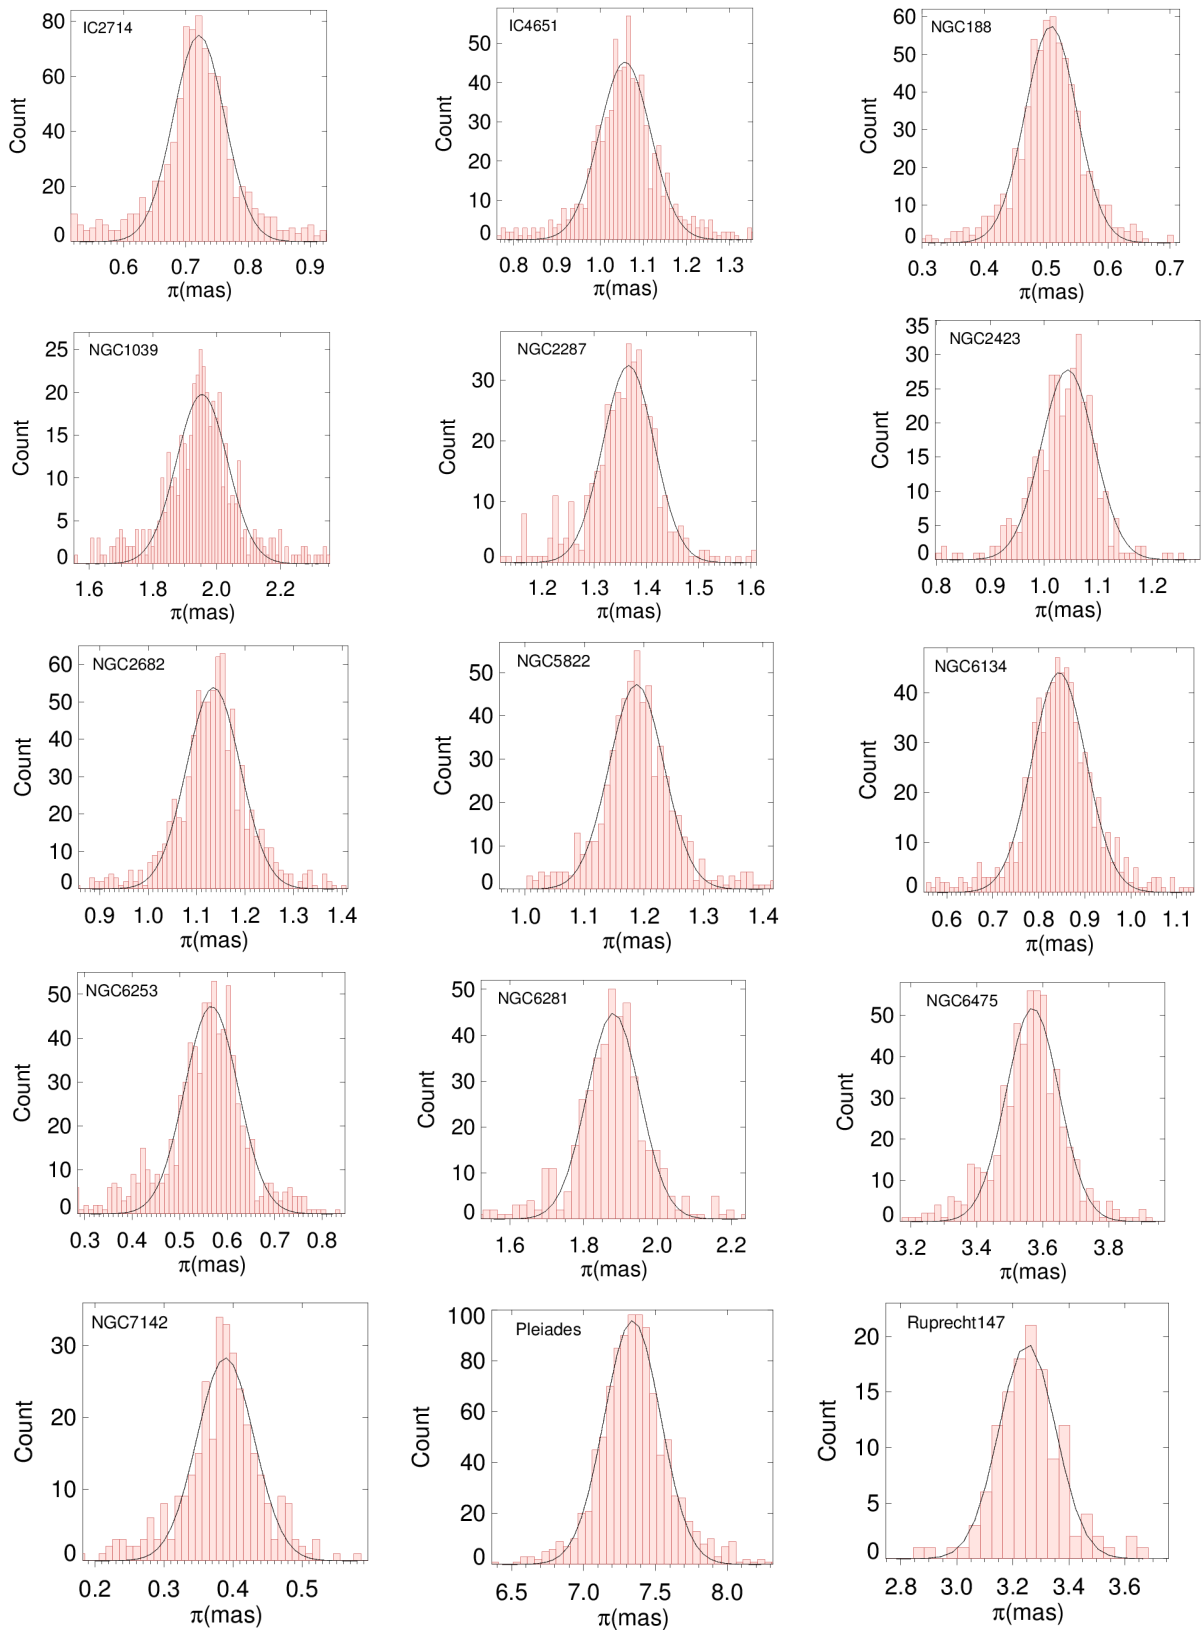 IC2714
80
60
40
20
0
Count
0.6 0.7 0.8 0.9
π(mas)
IC4651
50
40
30
20
10
0
Count
0.8 0.9 1.0 1.1 1.2 1.3
π(mas)
NGC188
60
50
40
30
20
10
0
Count
0.3 0.4 0.5 0.6 0.7
π(mas)
NGC1039
25
20
15
10
5
0
Count
1.6 1.8 2.0 2.2
π(mas)
NGC2287
30
20
10
0
Count
1.2 1.3 1.4 1.5 1.6
π(mas)
NGC2423
35
30
25
20
15
10
5
0
Count
0.8 0.9 1.0 1.1 1.2
π(mas)
NGC2682
60
50
40
30
20
10
0
Count
0.9 1.0 1.1 1.2 1.3 1.4
π(mas)
NGC5822
50
40
30
20
10
0
Count
1.0 1.1 1.2 1.3 1.4
π(mas)
NGC6134
40
30
20
10
0
Count
0.6 0.7 0.8 0.9 1.0 1.1
π(mas)
NGC6253
50
40
30
20
10
0
Count
0.3 0.4 0.5 0.6 0.7 0.8
π(mas)
NGC6281
50
40
30
20
10
0
Count
1.6 1.8 2.0 2.2
π(mas)
NGC6475
50
40
30
20
10
0
Count
3.2 3.4 3.6 3.8
π(mas)
NGC7142
30
20
10
0
Count
0.2 0.3 0.4 0.5
π(mas)
Pleiades
100
80
60
40
20
0
Count
6.5 7.0 7.5 8.0
π(mas)
Ruprecht147
20
15
10
5
0
Count
2.8 3.0 3.2 3.4 3.6
π(mas)